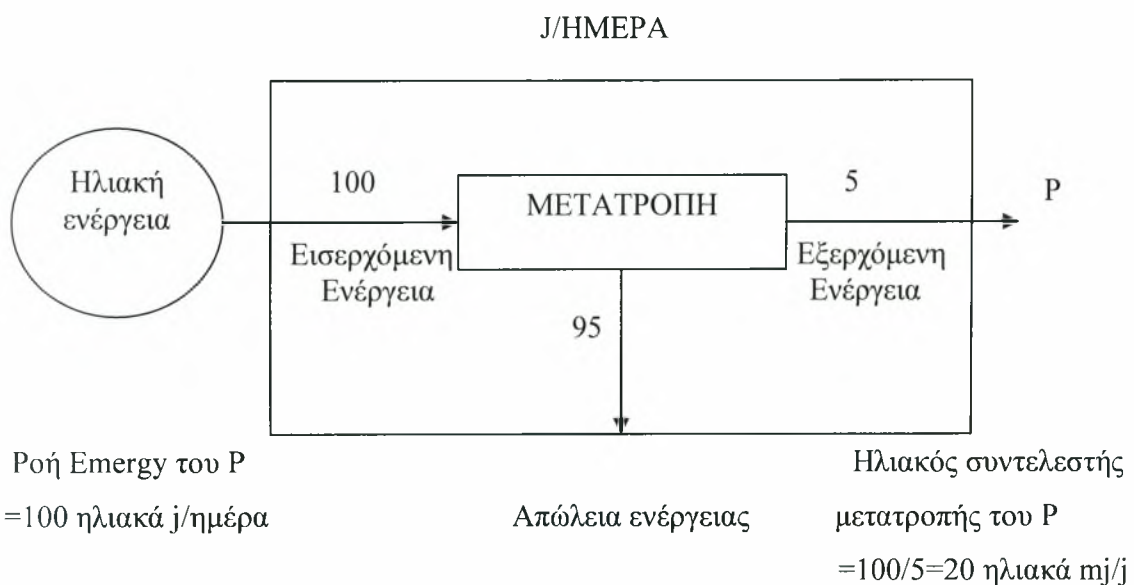 J/ΗΜΕΡΑ
Ηλιακή
ενέργεια
100
Εισερχόμενη
Ενέργεια
ΜΕΤΑΤΡΟΠΗ
5
Εξερχόμενη
Ενέργεια
P
95
Ροή Emergy του P
=100 ηλιακά j/ημέρα
Απώλεια ενέργειας
Ηλιακός συντελεστής
μετατροπής του P
=100/5=20 ηλιακά mj/j